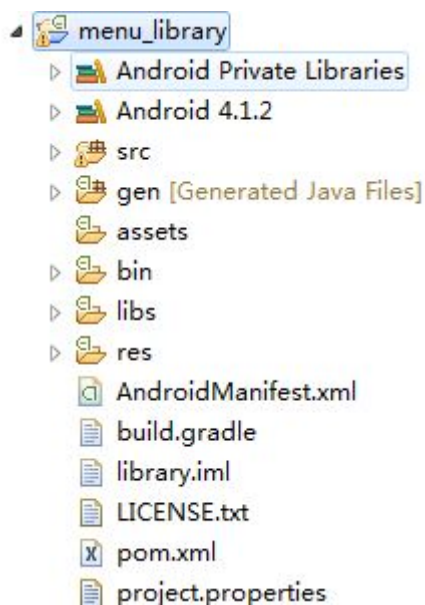 menu_library
Android Private Libraries
Android 4.1.2
src
gen [Generated Java Files]
assets
bin
libs
res
AndroidManifest.xml
build.gradle
library.iml
LICENSE.txt
pom.xml
project.properties